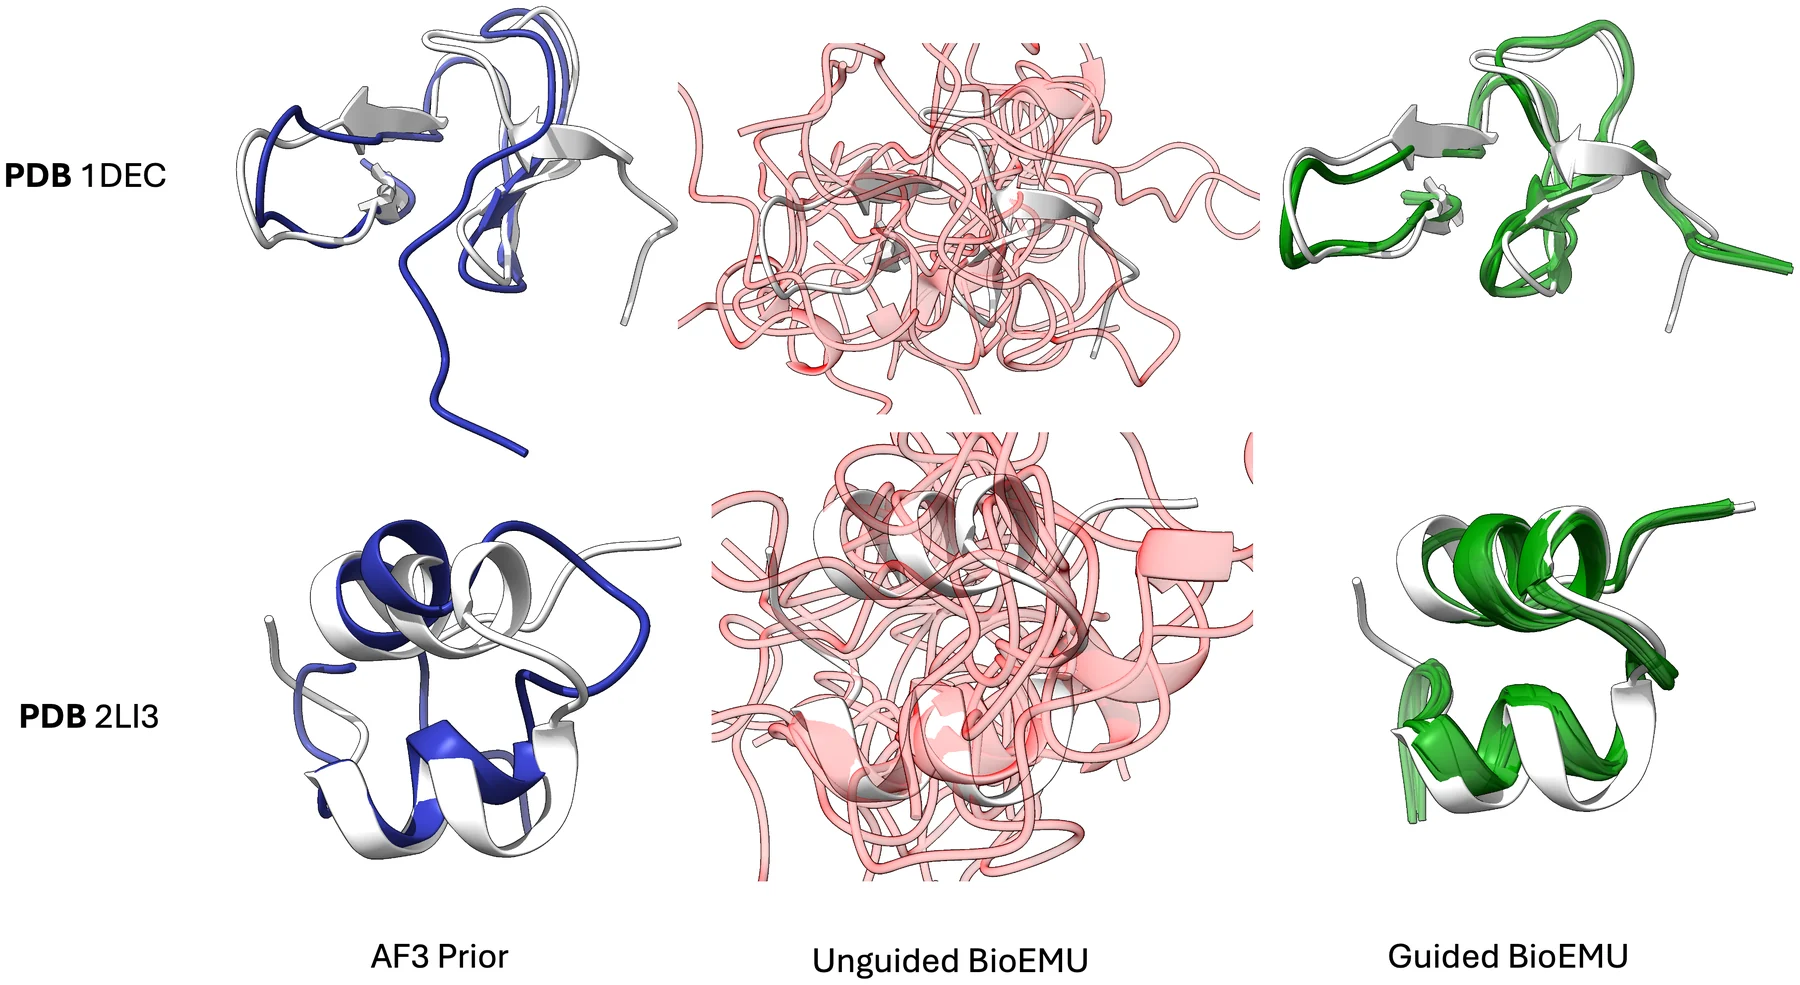 PDB 1DEC
PDB 2LI3
AF3 Prior
Unguided BioEMU
Guided BioEMU